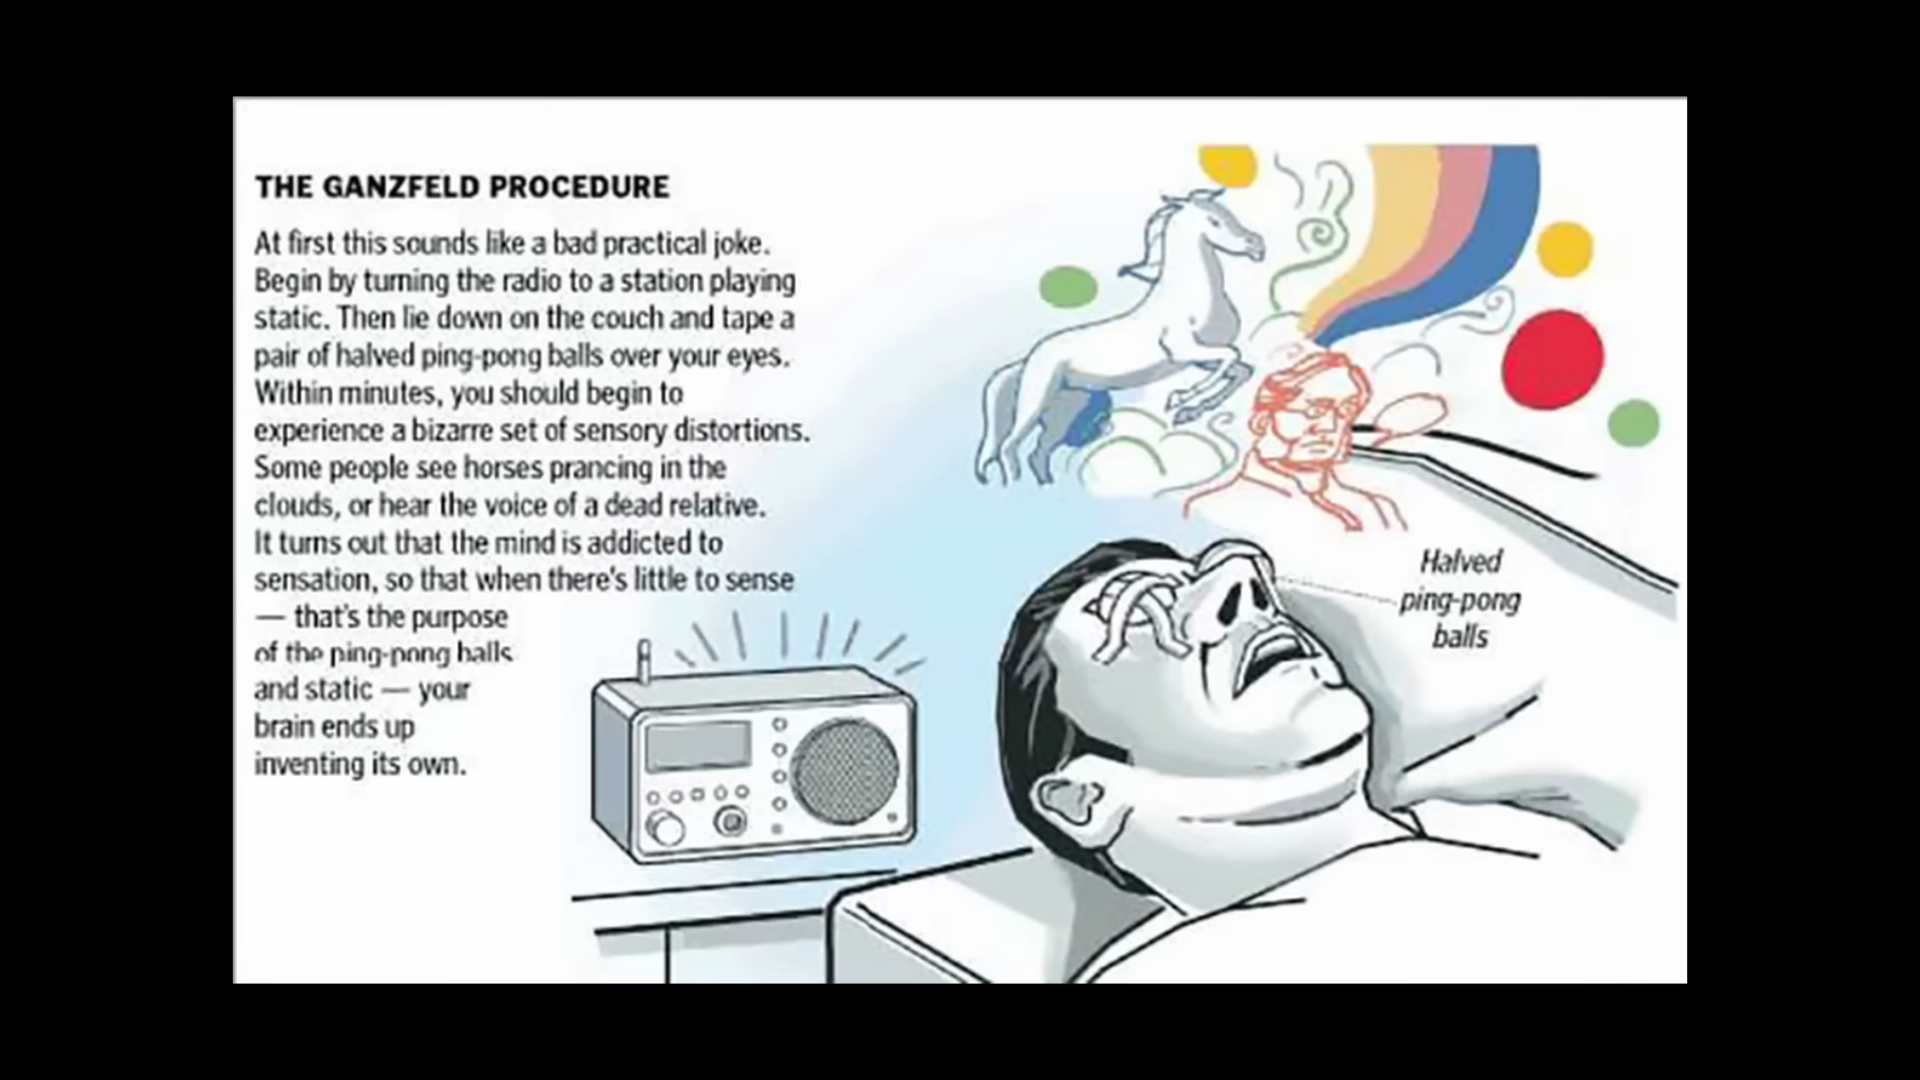 THE GANZFELD PROCEDURE
At first this sounds like a bad practical joke.
Begin by turning the radio to a station playing
static. Then lie down on the couch and tape a
pair of halved ping-pong balls over your eyes.
Within minutes, you should begin to
experience a bizarre set of sensory distortions.
Some people see horses prancing in the
clouds, or hear the voice of a dead relative.
It turns out that the mind is addicted to
sensation, so that when there's little to sense
— that's the purpose
of the ping-pong balls
and static — your
brain ends up
inventing its own.
Halved
ping-pong
balls